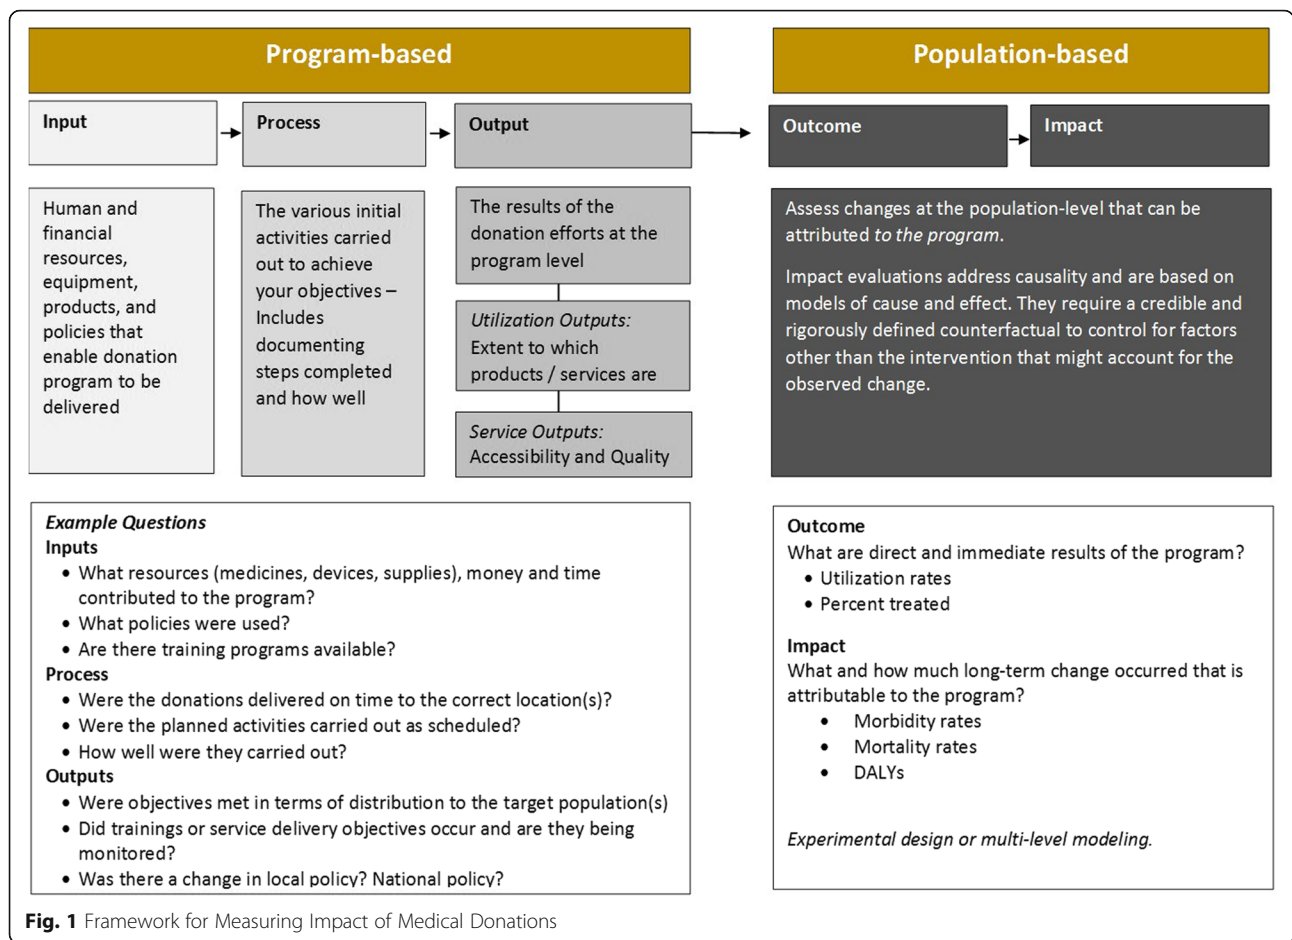 Program-based
Population-based
Input
Process
Output
Outcome
Impact
Human and
financial
resources,
equipment,
products, and
policies that
enable donation
program to be
delivered
The various initial
activities carried
out to achieve
your objectives –
Includes
documenting
steps completed
and how well
The results of the
donation efforts at the
program level
Utilization Outputs:
Extent to which
products / services are
Service Outputs:
Accessibility and Quality
Assess changes at the population-level that can be
attributed to the program.
Impact evaluations address causality and are based on
models of cause and effect. They require a credible and
rigorously defined counterfactual to control for factors
other than the intervention that might account for the
observed change.
Example Questions
Inputs
• What resources (medicines, devices, supplies), money and time
contributed to the program?
• What policies were used?
• Are there training programs available?
Process
• Were the donations delivered on time to the correct location(s)?
• Were the planned activities carried out as scheduled?
• How well were they carried out?
Outputs
• Were objectives met in terms of distribution to the target population(s)
• Did trainings or service delivery objectives occur and are they being
monitored?
• Was there a change in local policy? National policy?
Outcome
What are direct and immediate results of the program?
• Utilization rates
• Percent treated
Impact
What and how much long-term change occurred that is
attributable to the program?
• Morbidity rates
• Mortality rates
• DALYs
Experimental design or multi-level modeling.
Fig. 1 Framework for Measuring Impact of Medical Donations